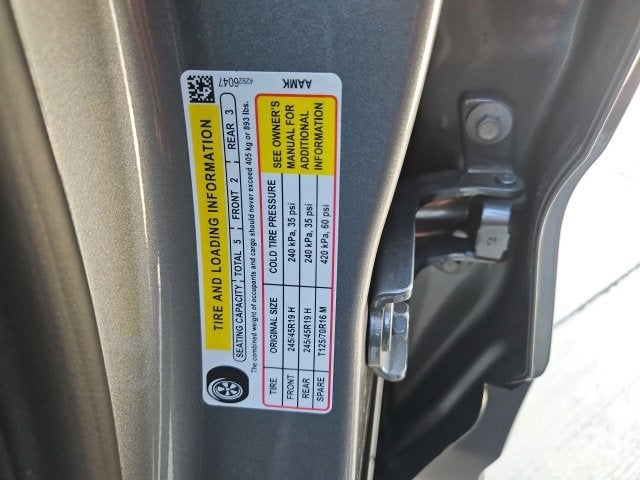 42926047
AAMK
TIRE AND LOADING INFORMATION
SEATING CAPACITY TOTAL 5 FRONT 2 REAR 3
The combined weight of occupants and cargo should never exceed 405 kg or 893 lbs.
TIRE ORIGINAL SIZE COLD TIRE PRESSURE
FRONT 245/45R19 H 240 kPa, 35 psi
REAR 245/45R19 H 240 kPa, 35 psi
SPARE T125/70R16 M 420 kPa, 60 psi
SEE OWNER'S
MANUAL FOR
ADDITIONAL
INFORMATION